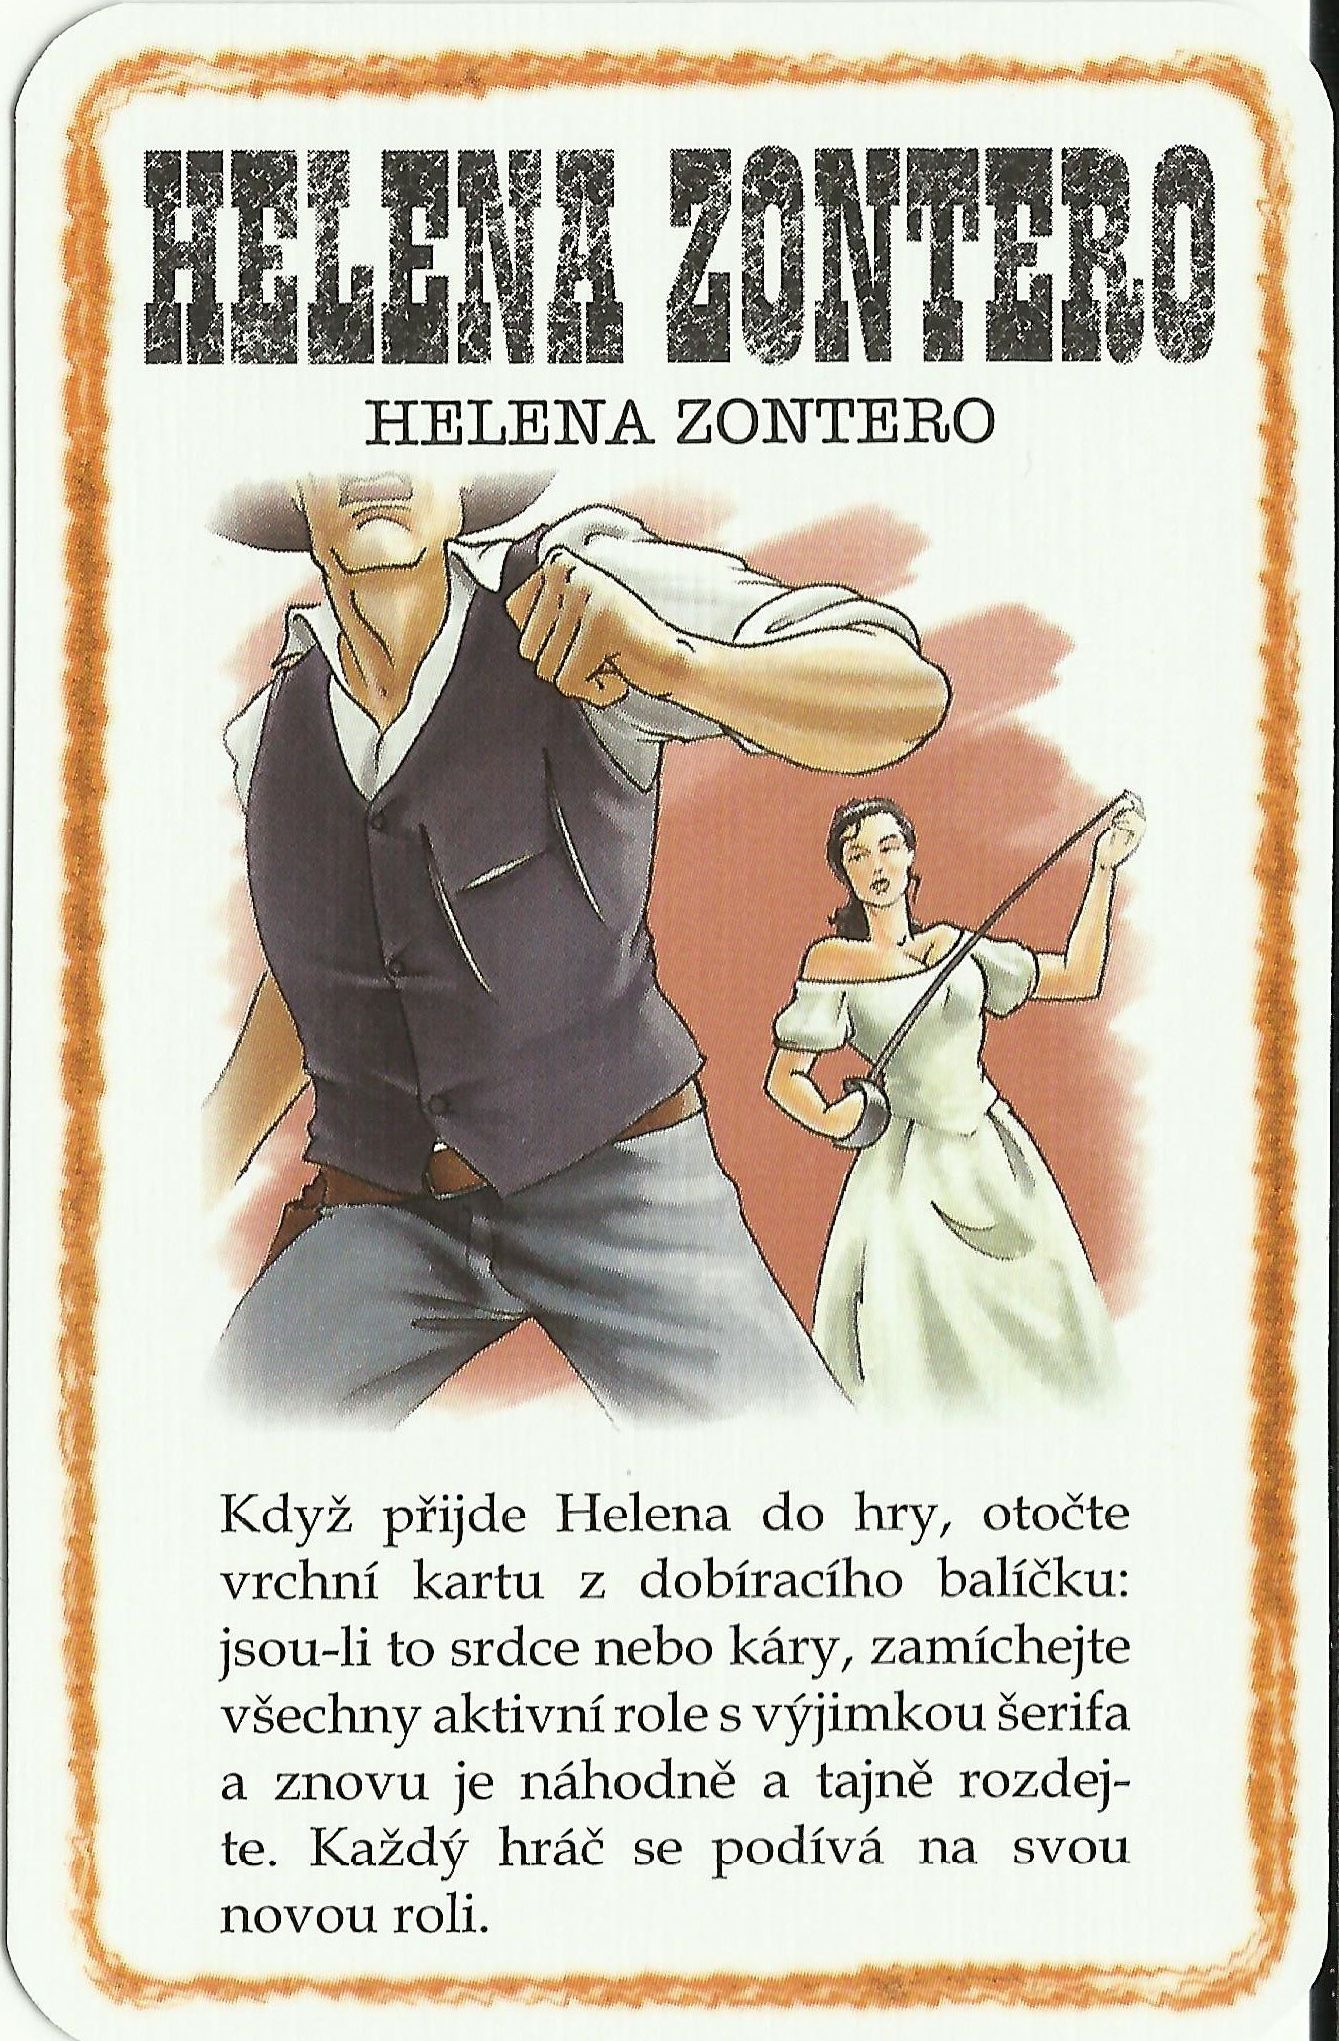 HELENA ZONTERO
HELENA ZONTERO
Když přijde Helena do hry, otočte
vrchní kartu z dobíracího balíčku:
jsou-li to srdce nebo káry, zamíchejte
všechny aktivní role s výjimkou šerifa
a znovu je náhodně a tajně rozdej-
te. Každý hráč se podívá na svou
novou roli.